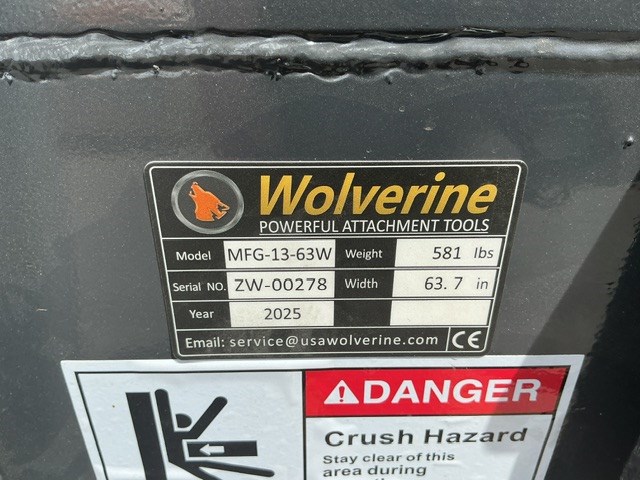 Wolverine
POWERFUL ATTACHMENT TOOLS
Model MFG-13-63W Weight 581 lbs
Serial NO. ZW-00278 Width 63.7 in
Year 2025
Email: service@usawolverine.com CE
DANGER
Crush Hazard
Stay clear of this
area during